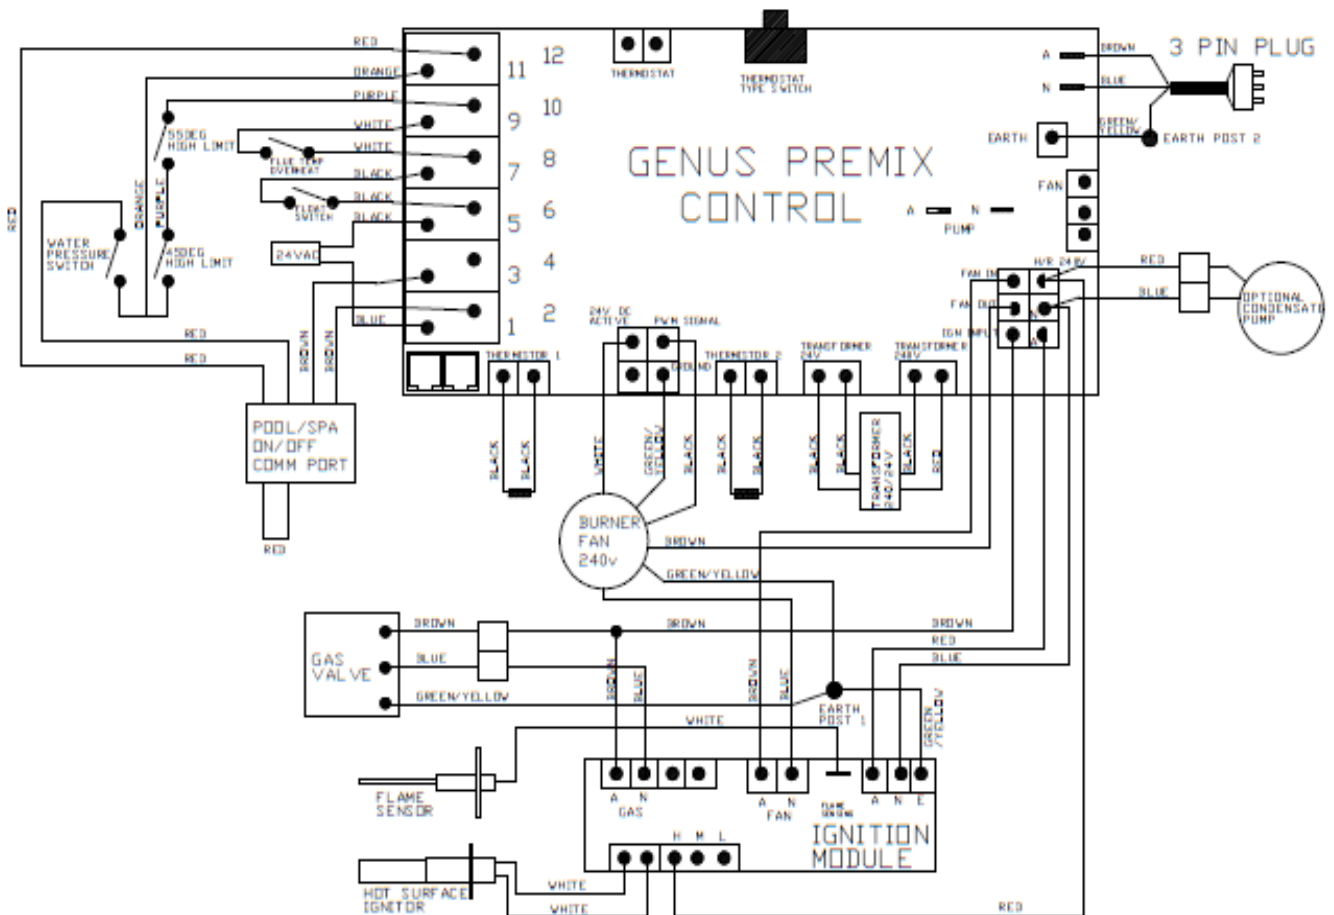 RED
12
ORANGE
11
PURPLE
10
WHITE
9
WHITE
8
BLACK
7
BLACK
6
BLACK
5
4
3
2
BLUE
1
55DEG
HIGH LIMIT
FLUE TEMP
OVERHEAT
FLOAT
SWITCH
24VAC
RED
ORANGE
PURPLE
WATER
PRESSURE
SWITCH
45DEG
HIGH LIMIT
RED
RED
BROWN
BROWN
POOL/SPA
ON/OFF
COMM PORT
RED
THERMOSTAT
THERMOSTAT
TYPE SWITCH
GENUS PREMIX
CONTROL
A
N
BROWN
BLUE
3 PIN PLUG
EARTH
GREEN/
YELLOW
EARTH POST 2
FAN
A
N
PUMP
FAN IN
H/R 240V
FAN OUT
N
IGN INPUT
A
RED
BLUE
OPTIONAL
CONDENSATE
PUMP
24V DC
ACTIVE
PWM SIGNAL
GROUND
THERMISTOR 1
THERMISTOR 2
TRANSFORMER
24V
TRANSFORMER
240V
BLACK
BLACK
WHITE
GREEN/
YELLOW
BLACK
BLACK
BLACK
BLACK
BLACK
TRANSFORMER
240/24V
BLACK
RED
BURNER
FAN
240v
BROWN
GREEN/YELLOW
GAS
VALVE
BROWN
BROWN
BROWN
RED
BLUE
BLUE
GREEN/YELLOW
BROWN
BLUE
BROWN
BLUE
EARTH
POST 1
GREEN
/YELLOW
WHITE
FLAME
SENSOR
A
N
GAS
A
N
FAN
FLAME
SENSING
A
N
E
IGNITION
MODULE
H
M
L
HOT SURFACE
IGNITOR
WHITE
WHITE
RED